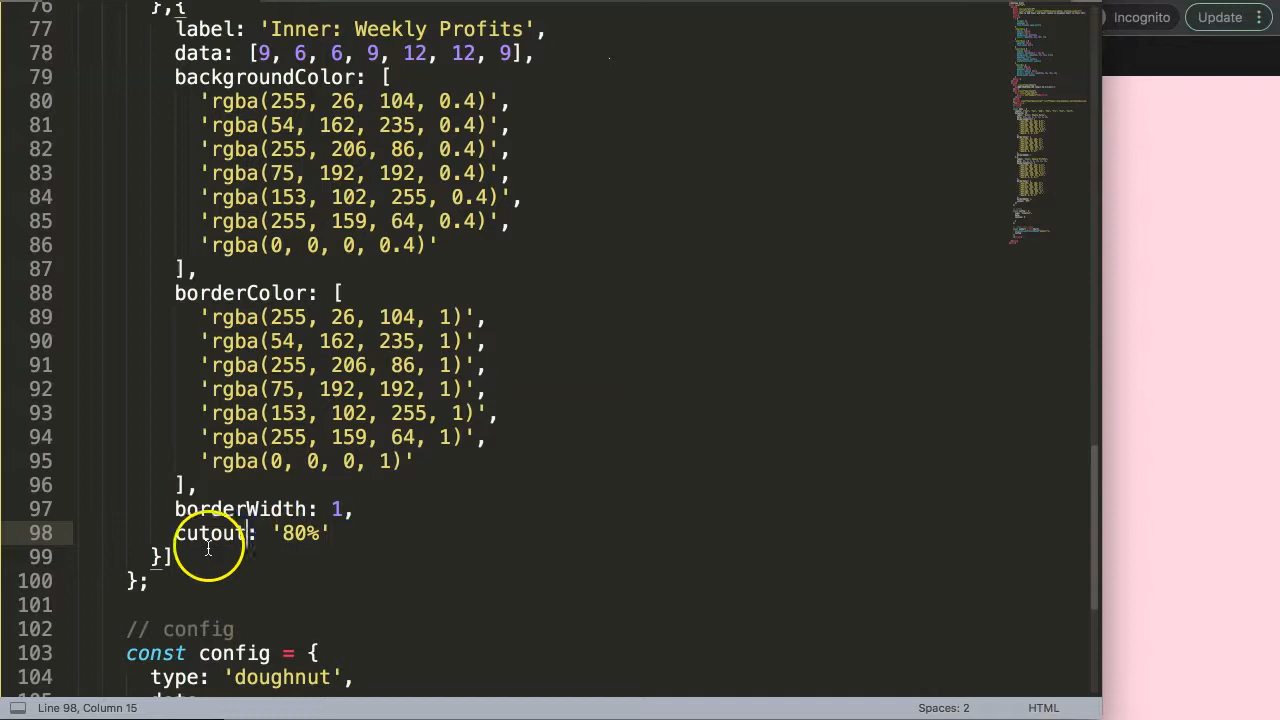 Incognito
Update
76 },{
77 label: 'Inner: Weekly Profits',
78 data: [9, 6, 6, 9, 12, 12, 9],
79 backgroundColor: [
80 'rgba(255, 26, 104, 0.4)',
81 'rgba(54, 162, 235, 0.4)',
82 'rgba(255, 206, 86, 0.4)',
83 'rgba(75, 192, 192, 0.4)',
84 'rgba(153, 102, 255, 0.4)',
85 'rgba(255, 159, 64, 0.4)',
86 'rgba(0, 0, 0, 0.4)'
87 ],
88 borderColor: [
89 'rgba(255, 26, 104, 1)',
90 'rgba(54, 162, 235, 1)',
91 'rgba(255, 206, 86, 1)',
92 'rgba(75, 192, 192, 1)',
93 'rgba(153, 102, 255, 1)',
94 'rgba(255, 159, 64, 1)',
95 'rgba(0, 0, 0, 1)'
96 ],
97 borderWidth: 1,
98 cutout: '80%'
99 }]
100 };
101
102 // config
103 const config = {
104 type: 'doughnut',
Line 98, Column 15
Spaces: 2
HTML